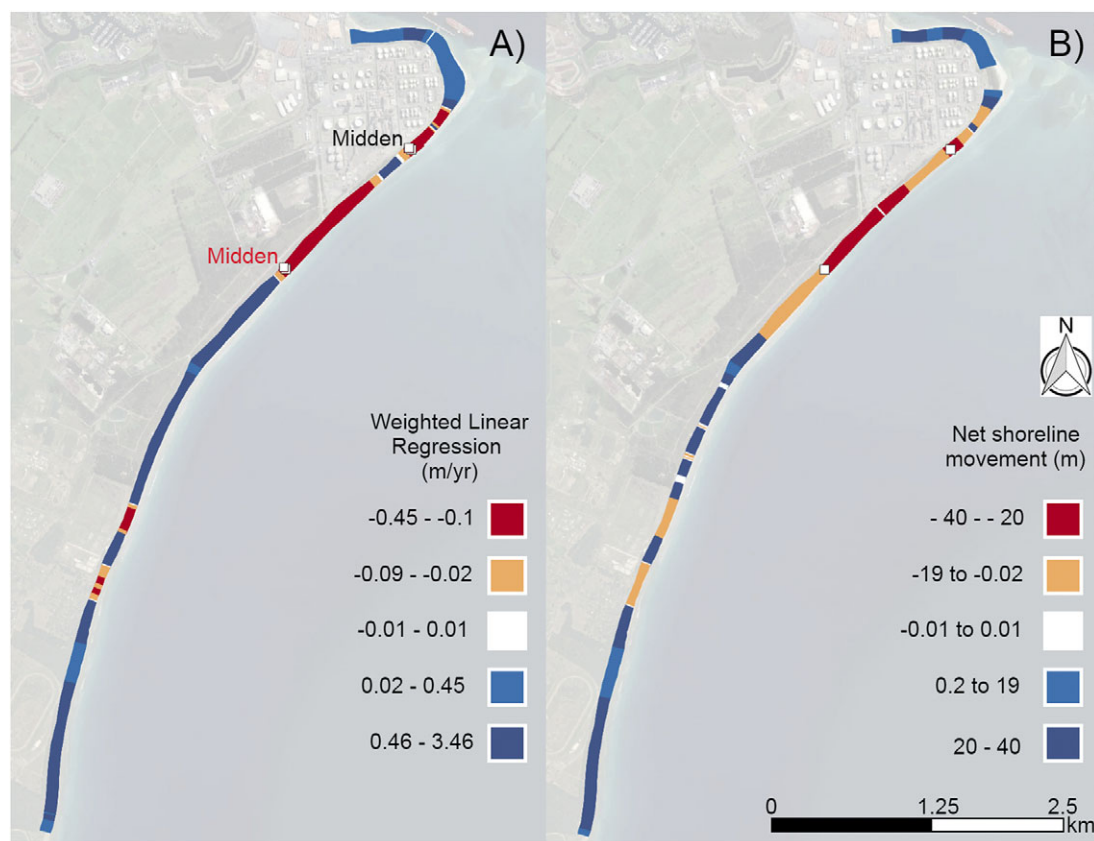 A)
Midden
Midden
Weighted Linear
Regression
(m/yr)
-0.45 - -0.1
-0.09 - -0.02
-0.01 - 0.01
0.02 - 0.45
0.46 - 3.46
B)
N
Net shoreline
movement (m)
- 40 - - 20
-19 to -0.02
-0.01 to 0.01
0.2 to 19
20 - 40
0 1.25 2.5
km